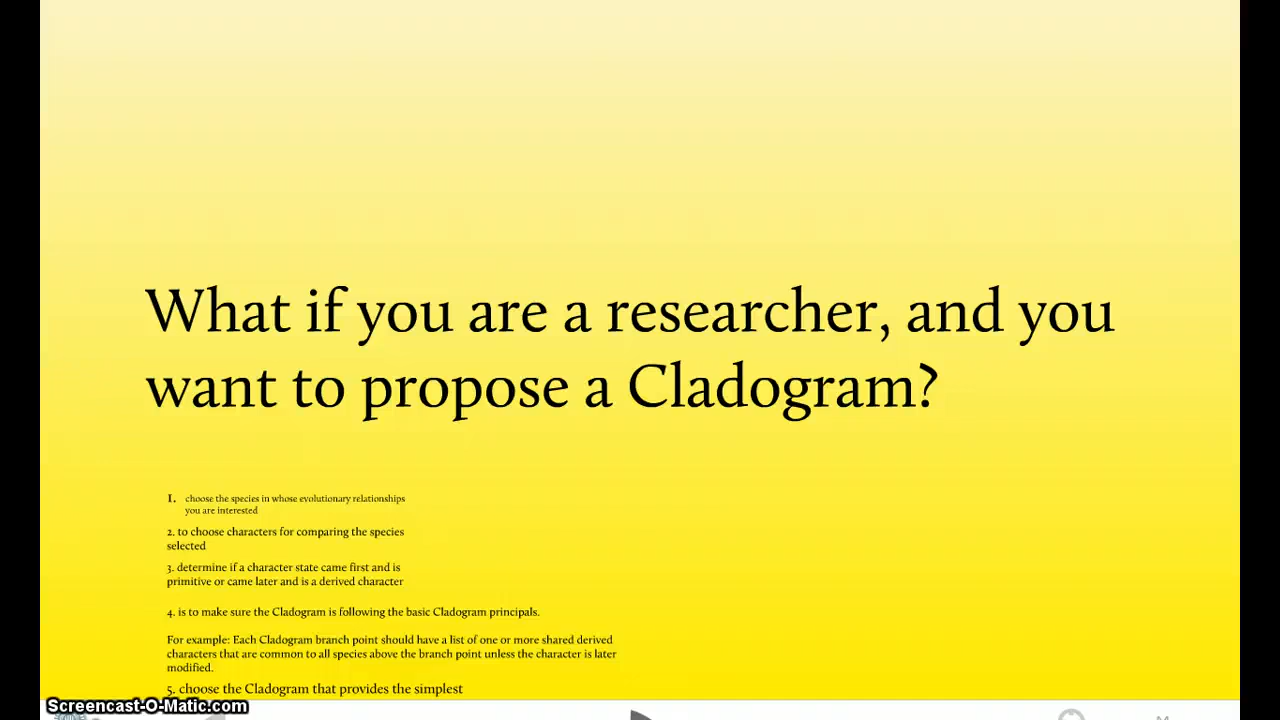 What if you are a researcher, and you
want to propose a Cladogram?
1. choose the species in whose evolutionary relationships
you are interested
2. to choose characters for comparing the species
selected
3. determine if a character state came first and is
primitive or came later and is a derived character
4. is to make sure the Cladogram is following the basic Cladogram principals.
For example: Each Cladogram branch point should have a list of one or more shared derived
characters that are common to all species above the branch point unless the character is later
modified.
5. choose the Cladogram that provides the simplest
Screencast-O-Matic.com